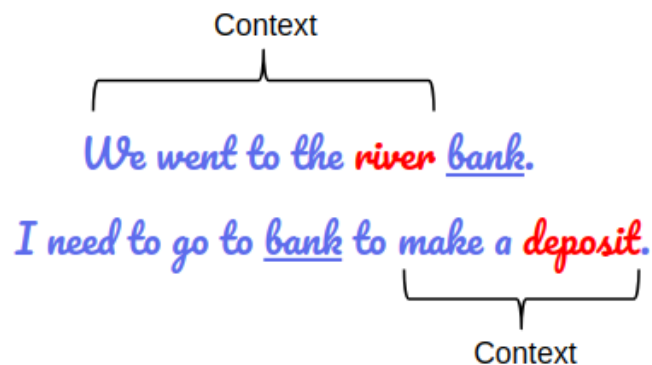 Context
We went to the river bank.
I need to go to bank to make a deposit.
Context